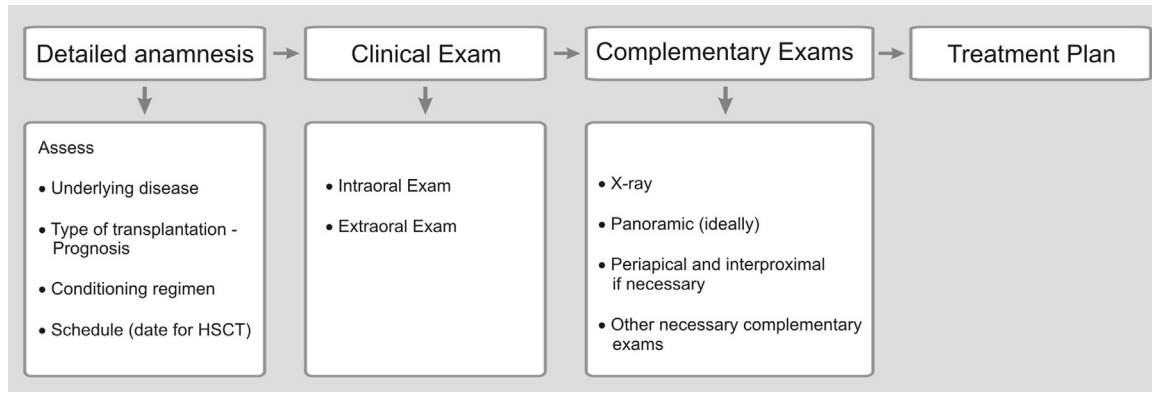 Detailed anamnesis
Clinical Exam
Complementary Exams
Treatment Plan
Assess
• Underlying disease
• Type of transplantation -
Prognosis
• Conditioning regimen
• Schedule (date for HSCT)
• Intraoral Exam
• Extraoral Exam
• X-ray
• Panoramic (ideally)
• Periapical and interproximal
if necessary
• Other necessary complementary
exams